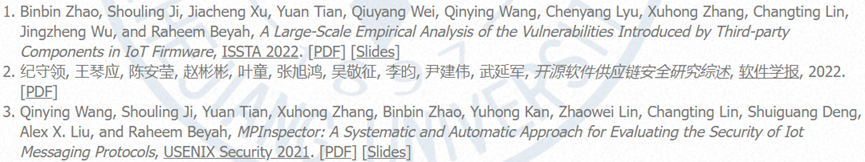 1. Binbin Zhao, Shouling Ji, Jiacheng Xu, Yuan Tian, Qiuyang Wei, Qinying Wang, Chenyang Lyu, Xuhong Zhang, Changting Lin,
Jingzheng Wu, and Raheem Beyah, A Large-Scale Empirical Analysis of the Vulnerabilities Introduced by Third-party
Components in IoT Firmware, ISSTA 2022. [PDF] [Slides]
2. 纪守领, 王琴应, 陈安莹, 赵彬彬, 叶童, 张旭鸿, 吴敬征, 李昀, 尹建伟, 武延军, 开源软件供应链安全研究综述, 软件学报, 2022.
[PDF]
3. Qinying Wang, Shouling Ji, Yuan Tian, Xuhong Zhang, Binbin Zhao, Yuhong Kan, Zhaowei Lin, Changting Lin, Shuiguang Deng,
Alex X. Liu, and Raheem Beyah, MPInspector: A Systematic and Automatic Approach for Evaluating the Security of Iot
Messaging Protocols, USENIX Security 2021. [PDF] [Slides]